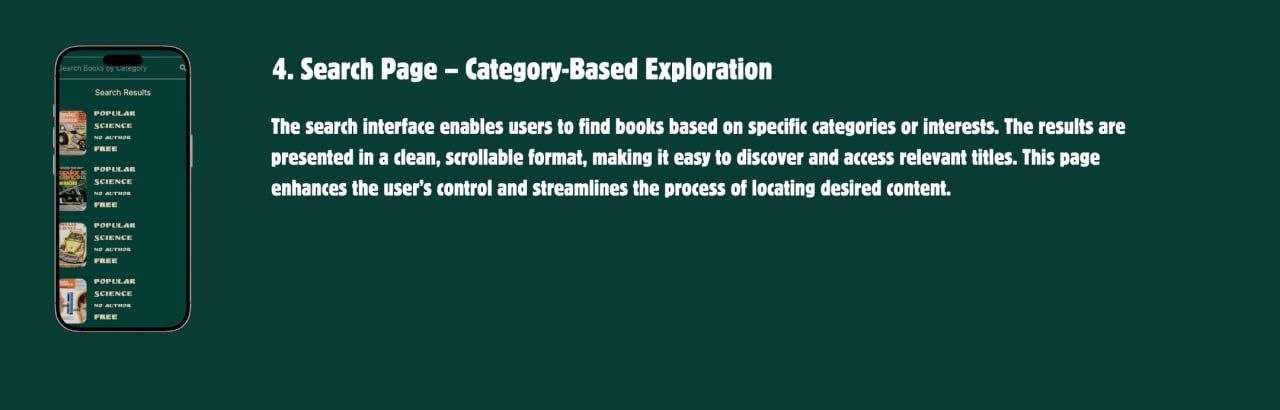 4. Search Page – Category-Based Exploration
The search interface enables users to find books based on specific categories or interests. The results are
presented in a clean, scrollable format, making it easy to discover and access relevant titles. This page
enhances the user's control and streamlines the process of locating desired content.
Search Books by Category
Search Results
POPULAR
SCIENCE
NO AUTHOR
FREE
POPULAR
SCIENCE
NO AUTHOR
FREE
POPULAR
SCIENCE
NO AUTHOR
FREE
POPULAR
SCIENCE
NO AUTHOR
FREE